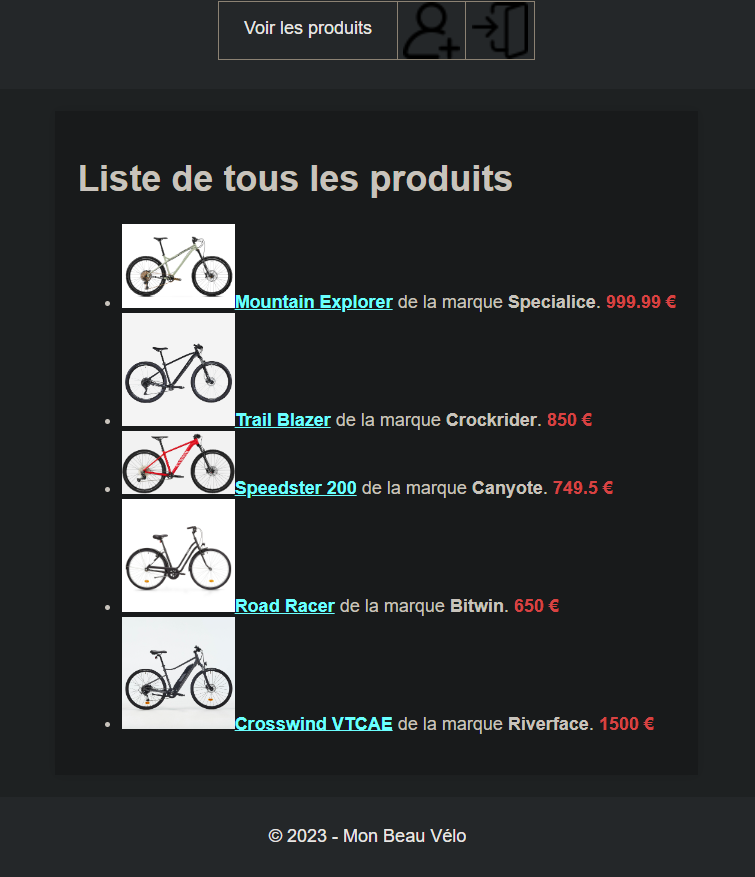 Voir les produits
Liste de tous les produits
Mountain Explorer de la marque Specialice. 999.99 €
Trail Blazer de la marque Crockrider. 850 €
Speedster 200 de la marque Canyote. 749.5 €
Road Racer de la marque Bitwin. 650 €
Crosswind VTCAE de la marque Riverface. 1500 €
© 2023 - Mon Beau Vélo